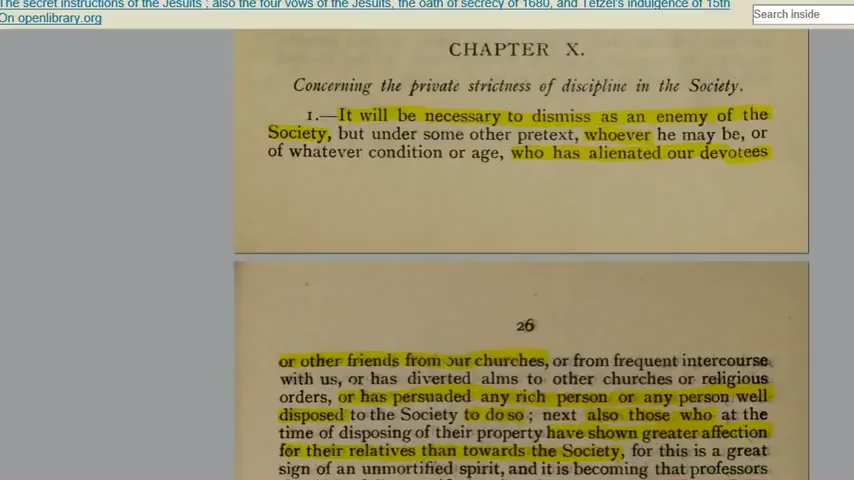 The secret instructions of the Jesuits ; also the four vows of the Jesuits, the oath of secrecy of 1680, and Tetzel's indulgence of 15th
On openlibrary.org
Search inside
CHAPTER X.
Concerning the private strictness of discipline in the Society.
1.—It will be necessary to dismiss as an enemy of the
Society, but under some other pretext, whoever he may be, or
of whatever condition or age, who has alienated our devotees
26
or other friends from our churches, or from frequent intercourse
with us, or has diverted alms to other churches or religious
orders, or has persuaded any rich person or any person well
disposed to the Society to do so ; next also those who at the
time of disposing of their property have shown greater affection
for their relatives than towards the Society, for this is a great
sign of an unmortified spirit, and it is becoming that professors